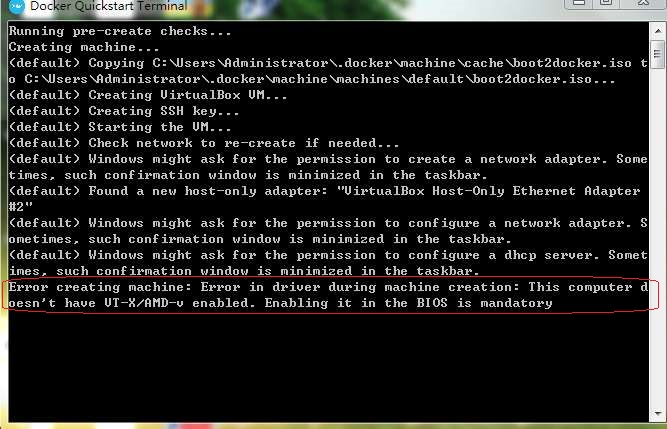 Docker Quickstart Terminal
Running pre-create checks...
Creating machine...
(default) Copying C:\Users\Administrator\.docker\machine\cache\boot2docker.iso t
o C:\Users\Administrator\.docker\machine\machines\default\boot2docker.iso...
(default) Creating VirtualBox VM...
(default) Creating SSH key...
(default) Starting the VM...
(default) Check network to re-create if needed...
(default) Windows might ask for the permission to create a network adapter. Some
times, such confirmation window is minimized in the taskbar.
(default) Found a new host-only adapter: "VirtualBox Host-Only Ethernet Adapter
#2"
(default) Windows might ask for the permission to configure a network adapter. S
ometimes, such confirmation window is minimized in the taskbar.
(default) Windows might ask for the permission to configure a dhcp server. Somet
imes, such confirmation window is minimized in the taskbar.
Error creating machine: Error in driver during machine creation: This computer d
oesn't have VT-X/AMD-v enabled. Enabling it in the BIOS is mandatory